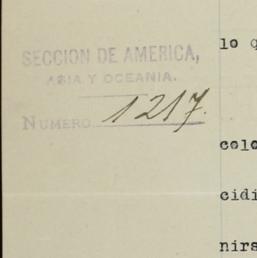 SECCION DE AMERICA,
ASIA Y OCEANIA.
NUMERO 1217.
lo q
colo
cidi
nirs